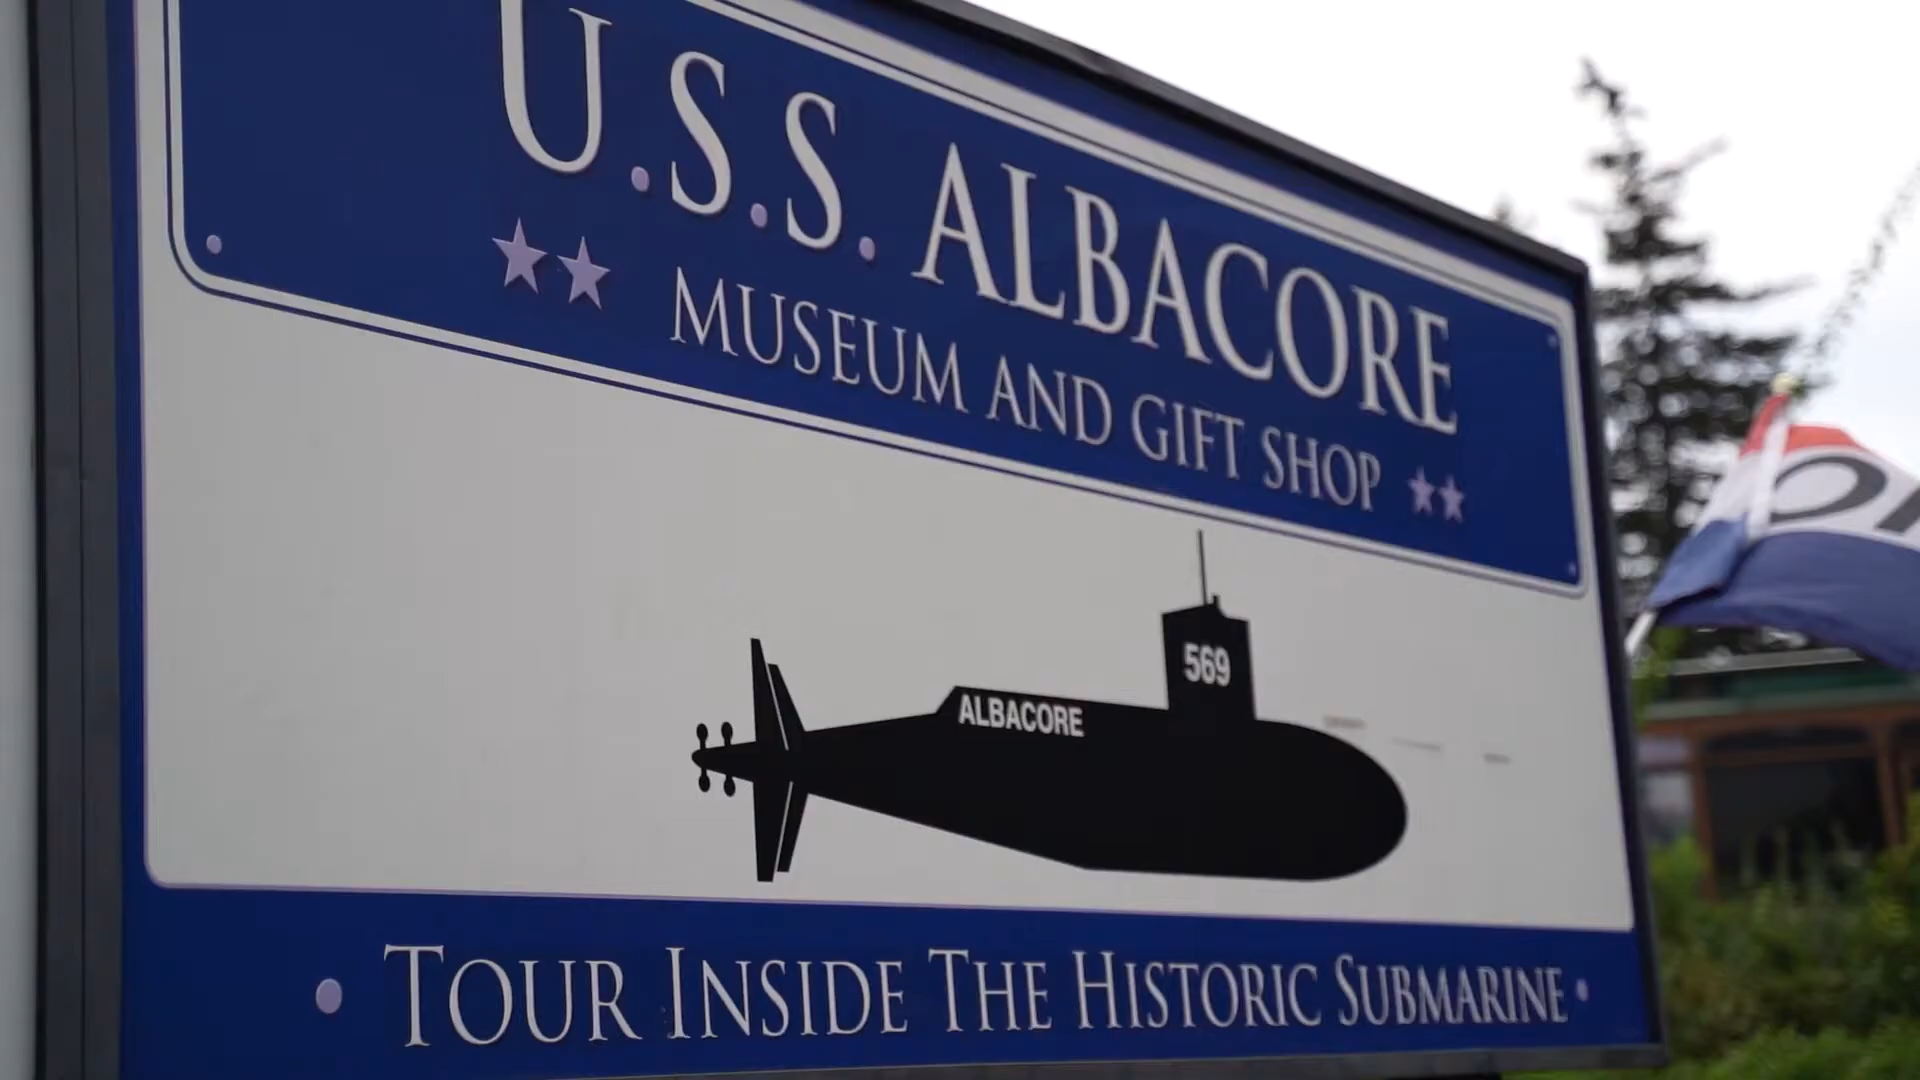 U.S.S. ALBACORE
MUSEUM AND GIFT SHOP
569
ALBACORE
TOUR INSIDE THE HISTORIC SUBMARINE